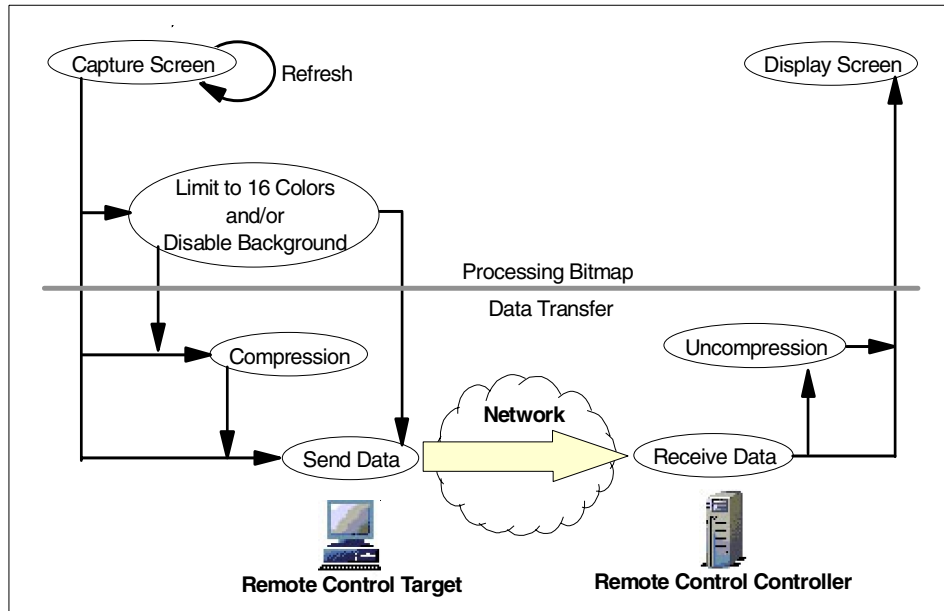 Capture Screen
Refresh
Display Screen
Limit to 16 Colors
and/or
Disable Background
Processing Bitmap
Data Transfer
Compression
Uncompression
Network
Send Data
Receive Data
Remote Control Target
Remote Control Controller